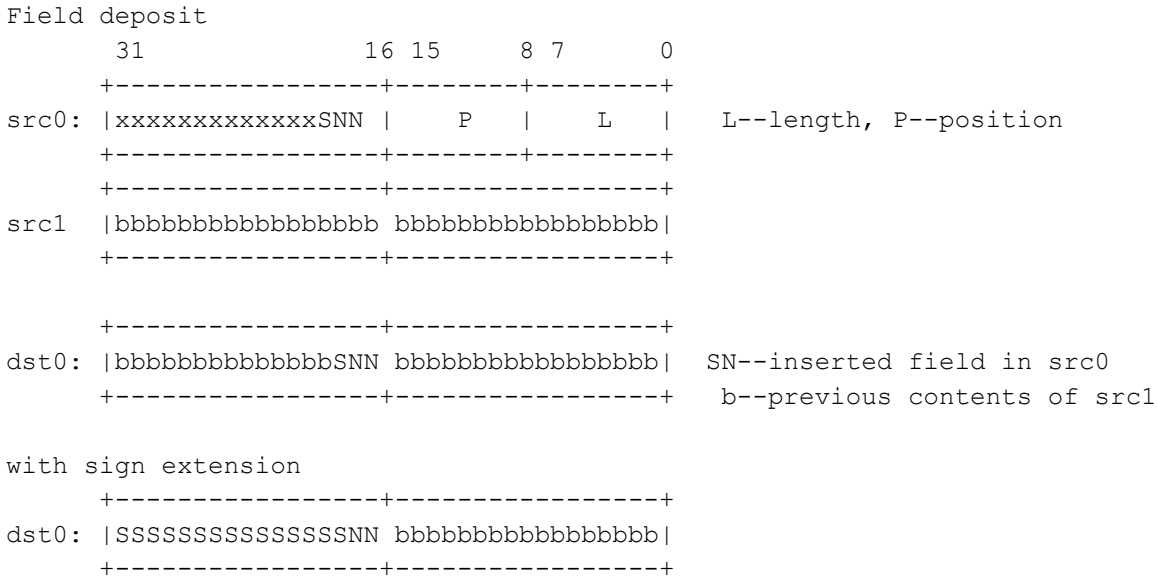 Field deposit
      31               16 15     8 7      0
     +-----------------+--------+--------+
src0: |xxxxxxxxxxxxxSNN |    P   |    L   |   L--length, P--position
     +-----------------+--------+--------+
     +-----------------+-----------------+
src1  |bbbbbbbbbbbbbbbbb bbbbbbbbbbbbbbbbb|
     +-----------------+-----------------+
     +-----------------+-----------------+
dst0: |bbbbbbbbbbbbbbSNN bbbbbbbbbbbbbbbbb|  SN--inserted field in src0
     +-----------------+-----------------+   b--previous contents of src1
with sign extension
     +-----------------+-----------------+
dst0: |SSSSSSSSSSSSSSSNN bbbbbbbbbbbbbbbbb|
     +-----------------+-----------------+